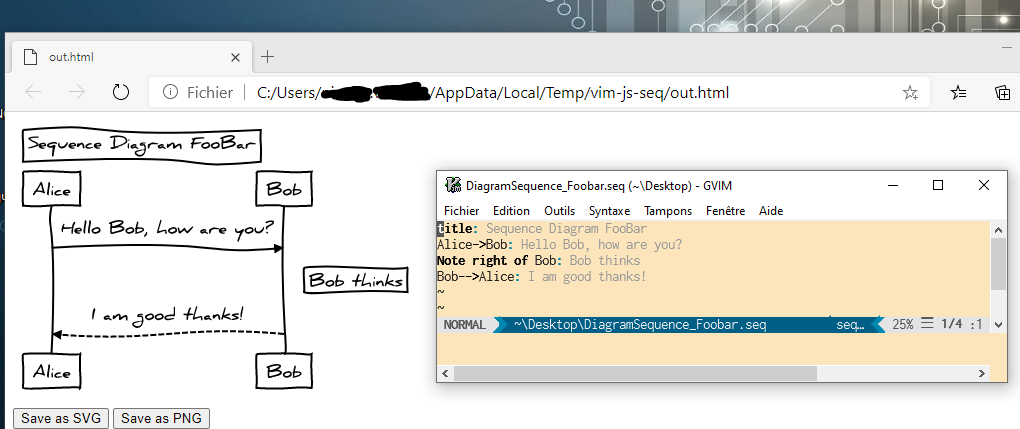 out.html
Fichier
C:/Users/
/AppData/Local/Temp/vim-js-seq/out.html
Sequence Diagram FooBar
Alice
Bob
Hello Bob, how are you?
Bob thinks
I am good thanks!
Alice
Bob
Save as SVG
Save as PNG
DiagramSequence_Foobar.seq (~\Desktop) - GVIM
Fichier Edition Outils Syntaxe Tampons Fenêtre Aide
title: Sequence Diagram FooBar
Alice->Bob: Hello Bob, how are you?
Note right of Bob: Bob thinks
Bob-->Alice: I am good thanks!
~
~
NORMAL ~\Desktop\DiagramSequence_Foobar.seq seq… 25% ☰ 1/4 :1